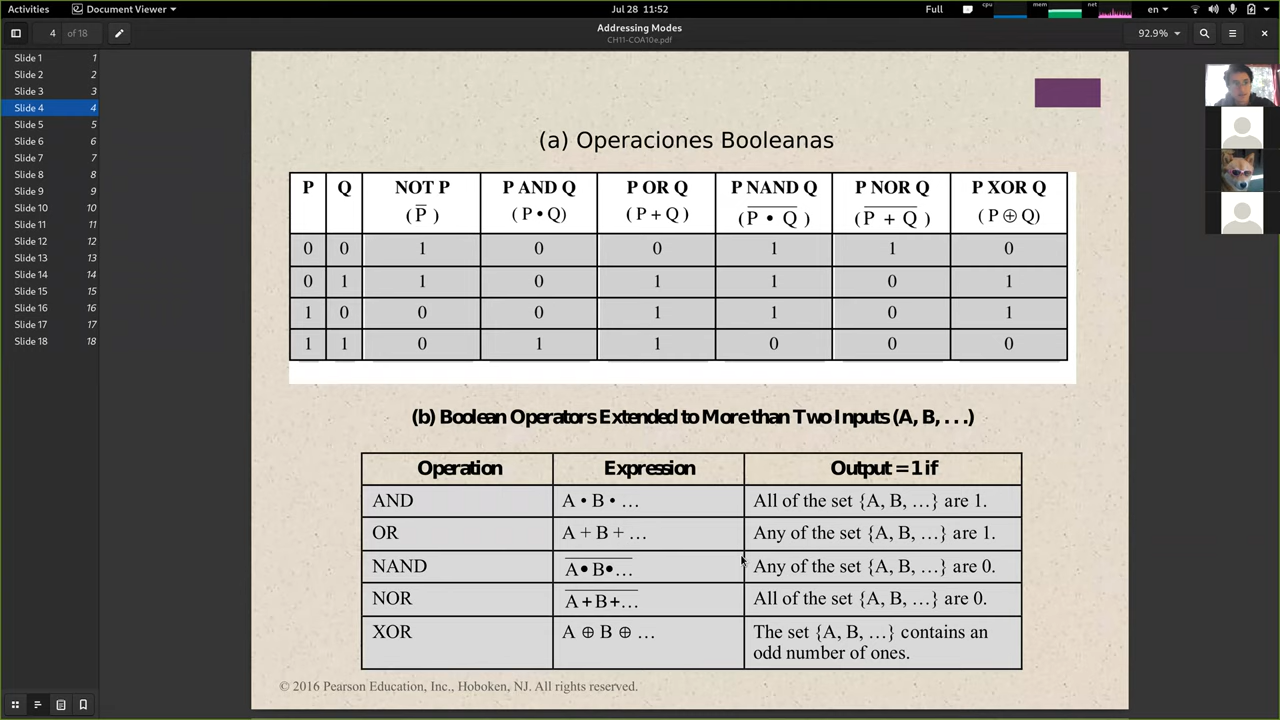 Activities Document Viewer Jul 28 11:52 Full cpu mem net en
4 of 18 Addressing Modes 92.9%
CH11-COA10e.pdf
Slide 1 1
Slide 2 2
Slide 3 3
Slide 4 4
Slide 5 5
Slide 6 6
Slide 7 7
Slide 8 8
Slide 9 9
Slide 10 10
Slide 11 11
Slide 12 12
Slide 13 13
Slide 14 14
Slide 15 15
Slide 16 16
Slide 17 17
Slide 18 18
(a) Operaciones Booleanas
P Q NOT P P AND Q P OR Q P NAND Q P NOR Q P XOR Q
(P̅) (P • Q) (P + Q) (P̅ ̅•̅ ̅Q̅) (P̅ ̅+̅ ̅Q̅) (P ⊕ Q)
0 0 1 0 0 1 1 0
0 1 1 0 1 1 0 1
1 0 0 0 1 1 0 1
1 1 0 1 1 0 0 0
(b) Boolean Operators Extended to More than Two Inputs (A, B, . . .)
Operation Expression Output = 1 if
AND A • B • … All of the set {A, B, …} are 1.
OR A + B + … Any of the set {A, B, …} are 1.
NAND A̅•̅B̅•̅…̅ Any of the set {A, B, …} are 0.
NOR A̅+̅B̅+̅…̅ All of the set {A, B, …} are 0.
XOR A ⊕ B ⊕ … The set {A, B, …} contains an
odd number of ones.
© 2016 Pearson Education, Inc., Hoboken, NJ. All rights reserved.